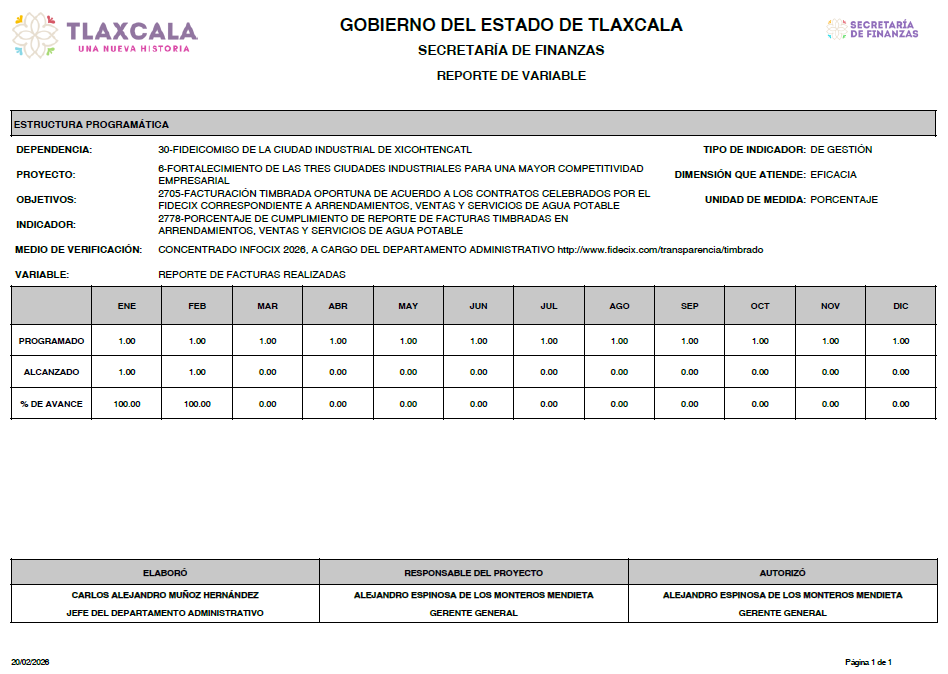 TLAXCALA
UNA NUEVA HISTORIA
GOBIERNO DEL ESTADO DE TLAXCALA
SECRETARÍA DE FINANZAS
REPORTE DE VARIABLE
SECRETARÍA
DE FINANZAS
ESTRUCTURA PROGRAMÁTICA
DEPENDENCIA: 30-FIDEICOMISO DE LA CIUDAD INDUSTRIAL DE XICOHTENCATL TIPO DE INDICADOR: DE GESTIÓN
PROYECTO: 6-FORTALECIMIENTO DE LAS TRES CIUDADES INDUSTRIALES PARA UNA MAYOR COMPETITIVIDAD
EMPRESARIAL DIMENSIÓN QUE ATIENDE: EFICACIA
OBJETIVOS: 2705-FACTURACIÓN TIMBRADA OPORTUNA DE ACUERDO A LOS CONTRATOS CELEBRADOS POR EL
FIDECIX CORRESPONDIENTE A ARRENDAMIENTOS, VENTAS Y SERVICIOS DE AGUA POTABLE UNIDAD DE MEDIDA: PORCENTAJE
INDICADOR: 2778-PORCENTAJE DE CUMPLIMIENTO DE REPORTE DE FACTURAS TIMBRADAS EN
ARRENDAMIENTOS, VENTAS Y SERVICIOS DE AGUA POTABLE
MEDIO DE VERIFICACIÓN: CONCENTRADO INFOCIX 2026, A CARGO DEL DEPARTAMENTO ADMINISTRATIVO http://www.fidecix.com/transparencia/timbrado
VARIABLE: REPORTE DE FACTURAS REALIZADAS
ENE FEB MAR ABR MAY JUN JUL AGO SEP OCT NOV DIC
PROGRAMADO 1.00 1.00 1.00 1.00 1.00 1.00 1.00 1.00 1.00 1.00 1.00 1.00
ALCANZADO 1.00 1.00 0.00 0.00 0.00 0.00 0.00 0.00 0.00 0.00 0.00 0.00
% DE AVANCE 100.00 100.00 0.00 0.00 0.00 0.00 0.00 0.00 0.00 0.00 0.00 0.00
ELABORÓ RESPONSABLE DEL PROYECTO AUTORIZÓ
CARLOS ALEJANDRO MUÑOZ HERNÁNDEZ ALEJANDRO ESPINOSA DE LOS MONTEROS MENDIETA ALEJANDRO ESPINOSA DE LOS MONTEROS MENDIETA
JEFE DEL DEPARTAMENTO ADMINISTRATIVO GERENTE GENERAL GERENTE GENERAL
20/02/2026 Página 1 de 1